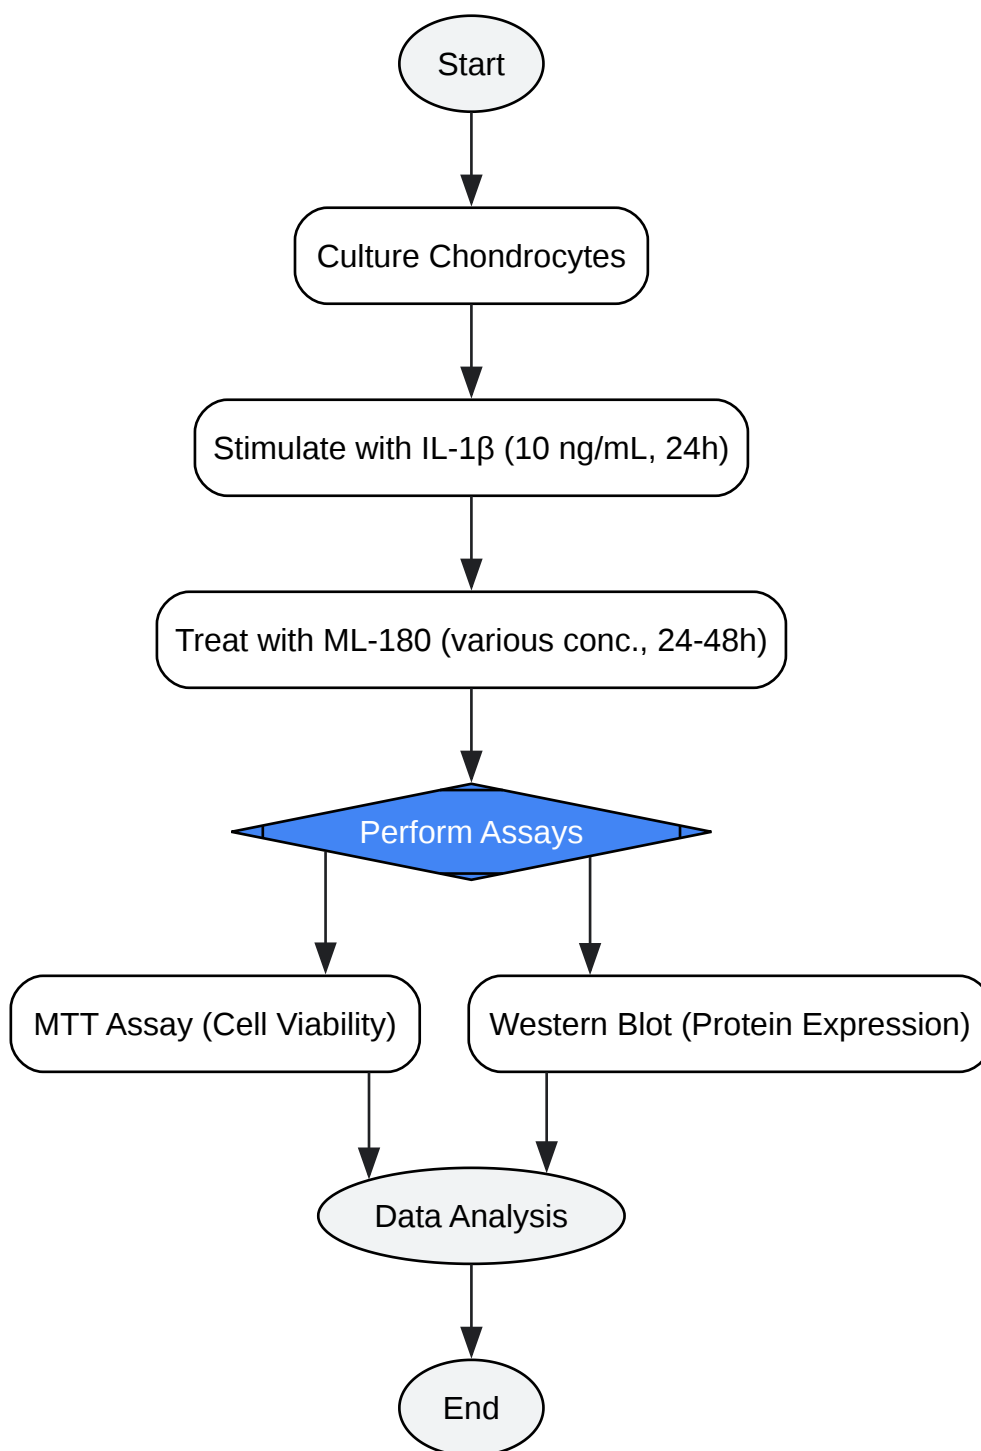 Start
Culture Chondrocytes
Stimulate with IL-1β (10 ng/mL, 24h)
Treat with ML-180 (various conc., 24-48h)
Perform Assays
MTT Assay (Cell Viability)
Western Blot (Protein Expression)
Data Analysis
End